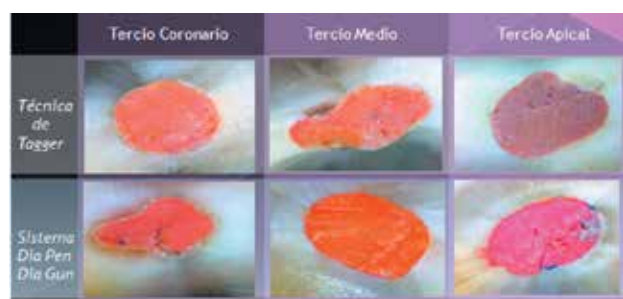 Tercio Coronario
Tercio Medio
Tercio Apical
Técnica
de
Tagger
Sistema
Dia Pen
Dia Gun